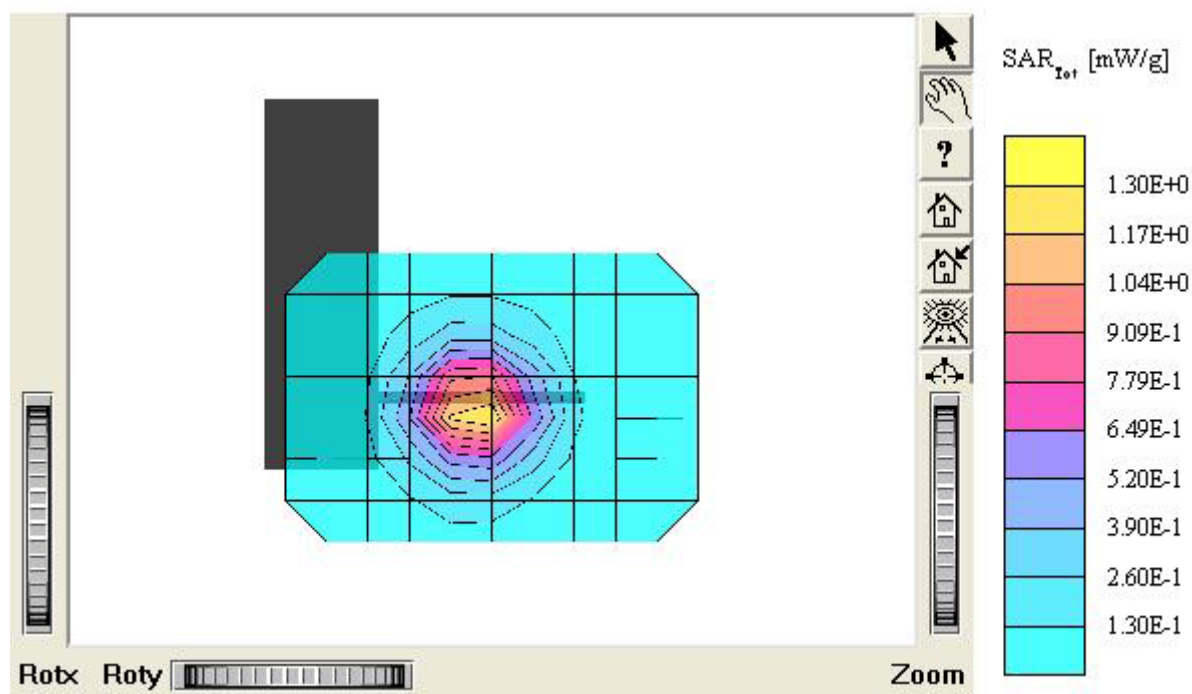 SAR_Tot [mW/g]
?
1.30E+0
1.17E+0
1.04E+0
9.09E-1
7.79E-1
6.49E-1
5.20E-1
3.90E-1
2.60E-1
1.30E-1
Rotx Roty Zoom